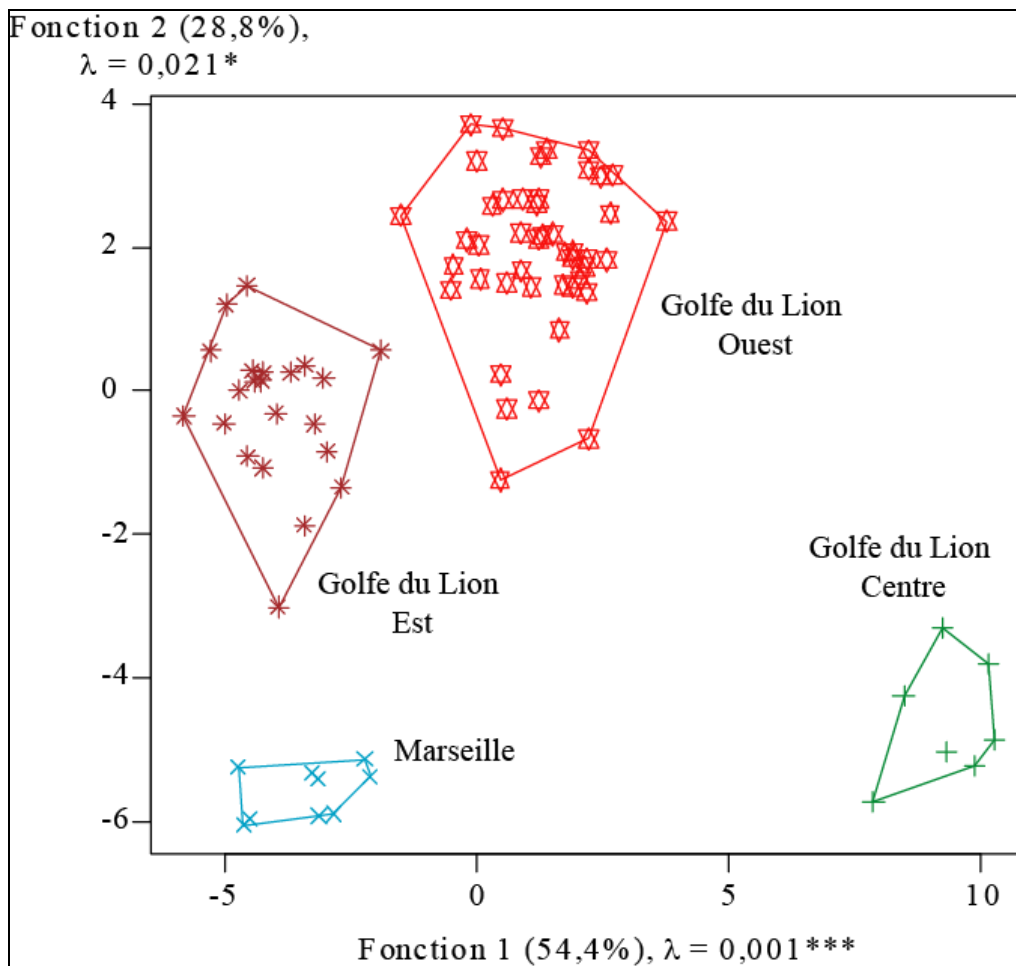 Fonction 2 (28,8%),
λ = 0,021*
4
2
0
-2
-4
-6
Golfe du Lion
Ouest
Golfe du Lion
Centre
Golfe du Lion
Est
Marseille
-5
0
5
10
Fonction 1 (54,4%), λ = 0,001***